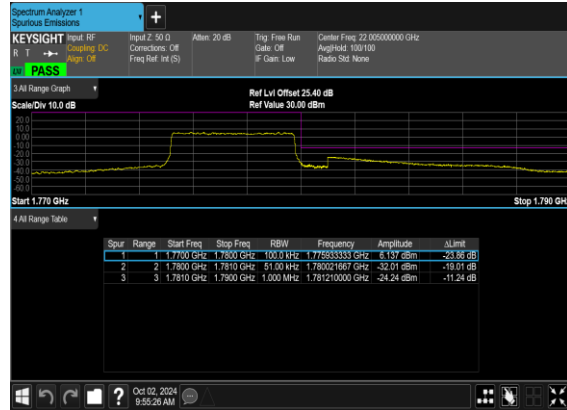 Spectrum Analyzer 1
Spurious Emissions
+
KEYSIGHT Input: RF Input Z: 50 Ω Atten: 20 dB Trig: Free Run Center Freq: 22.005000000 GHz
R T Coupling: DC Corrections: Off Gate: Off Avg|Hold: 100/100
Align: Off Freq Ref: Int (S) IF Gain: Low Radio Std: None
PASS
3 All Range Graph
Ref Lvl Offset 25.40 dB
Scale/Div 10.0 dB Ref Value 30.00 dBm
20.0
10.0
0.00
-10.0
-20.0
-30.0
-40.0
-50.0
-60.0
Start 1.770 GHz Stop 1.790 GHz
4 All Range Table
Spur Range Start Freq Stop Freq RBW Frequency Amplitude ΔLimit
1 1 1.7700 GHz 1.7800 GHz 100.0 kHz 1.775933333 GHz 6.137 dBm -23.86 dB
2 2 1.7800 GHz 1.7810 GHz 51.00 kHz 1.780021667 GHz -32.01 dBm -19.01 dB
3 3 1.7810 GHz 1.7900 GHz 1.000 MHz 1.781210000 GHz -24.24 dBm -11.24 dB
? Oct 02, 2024
9:55:26 AM